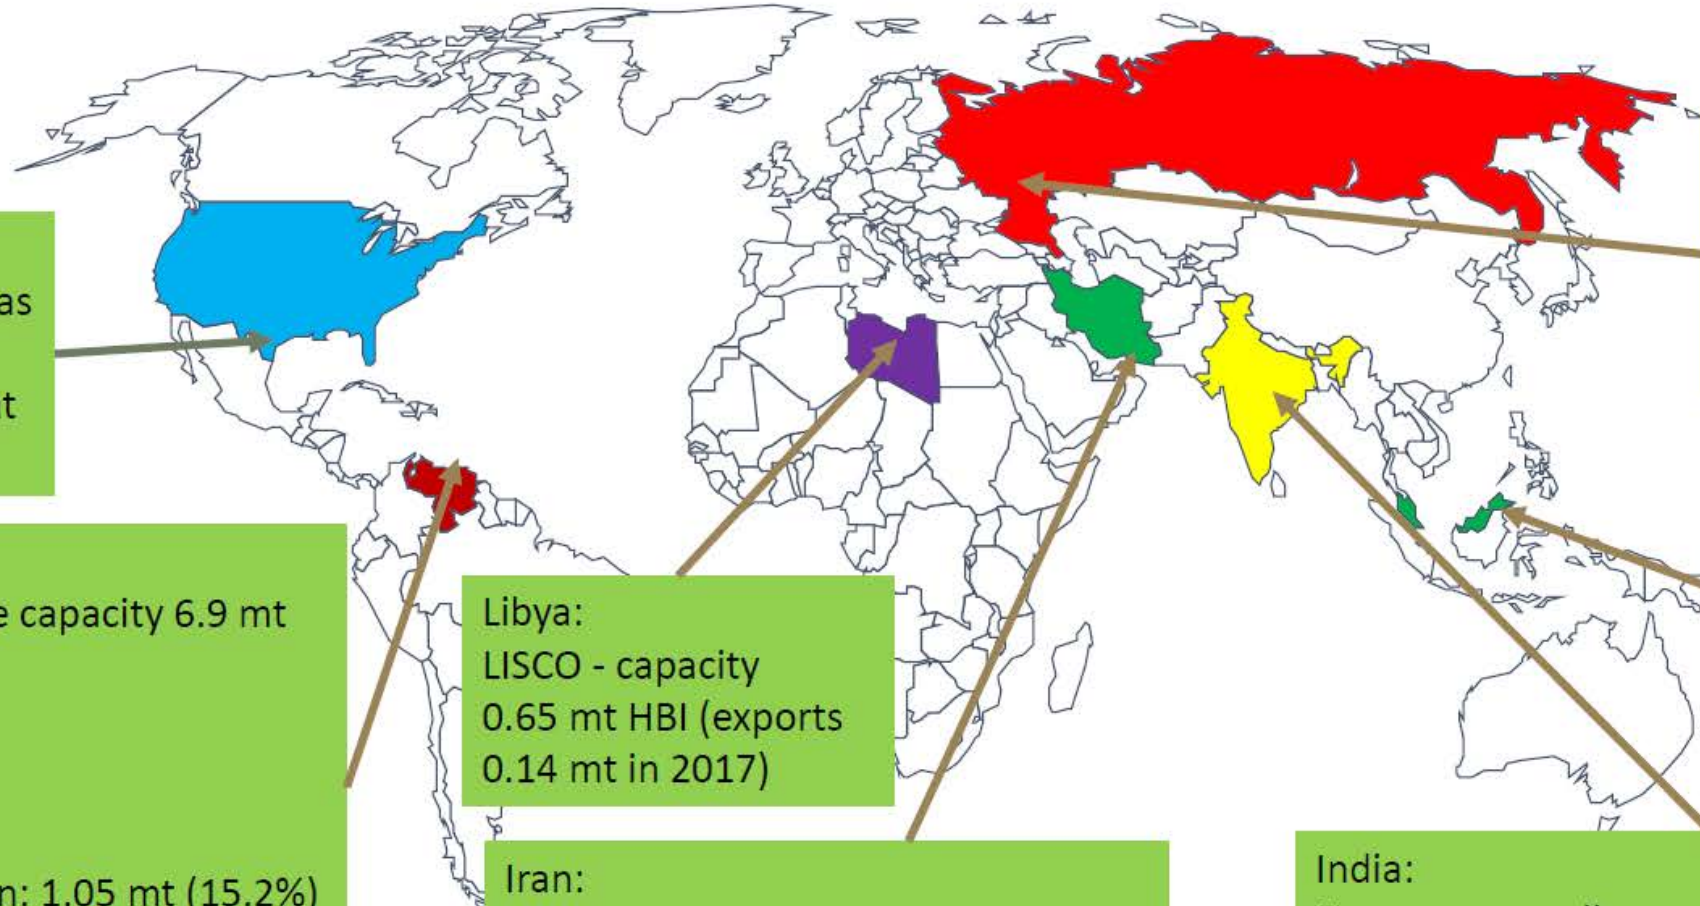 as
t
e capacity 6.9 mt
n: 1.05 mt (15.2%)
Libya:
LISCO - capacity
0.65 mt HBI (exports
0.14 mt in 2017)
Iran:
India: